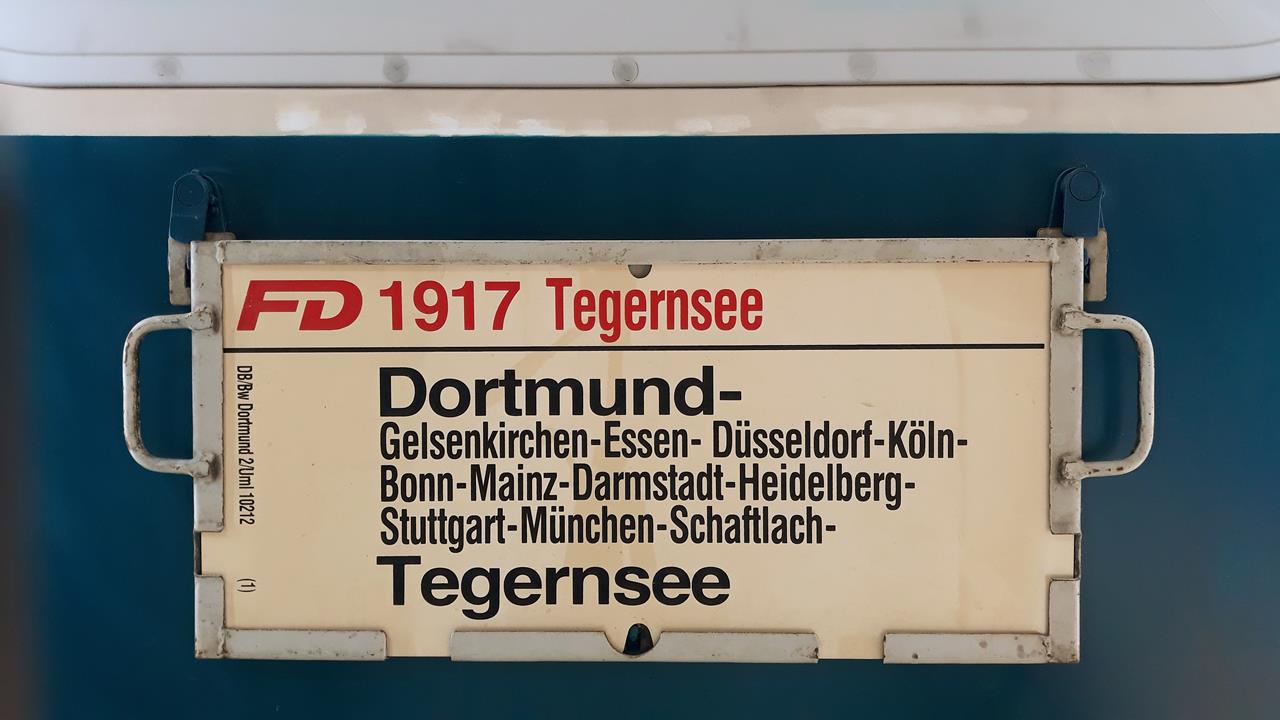 FD 1917 Tegernsee
Dortmund-
Gelsenkirchen-Essen- Düsseldorf-Köln-
Bonn-Mainz-Darmstadt-Heidelberg-
Stuttgart-München-Schaftlach-
Tegernsee
DB/Bw Dortmund 2/Uml 10212
(1)